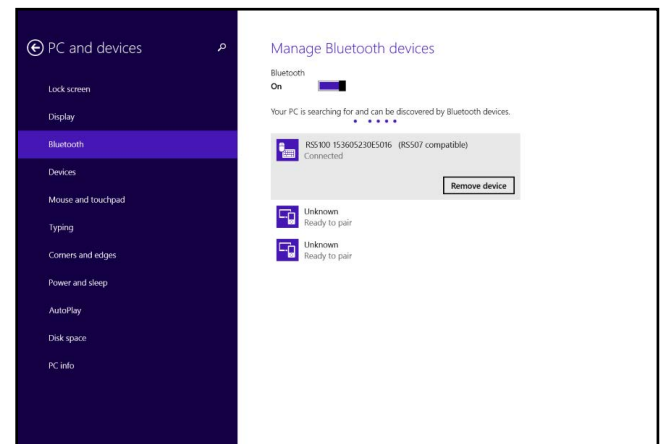 PC and devices
Lock screen
Display
Bluetooth
Devices
Mouse and touchpad
Typing
Corners and edges
Power and sleep
AutoPlay
Disk space
PC info
Manage Bluetooth devices
Bluetooth
On
Your PC is searching for and can be discovered by Bluetooth devices.
RS5100 153605230E5016 (RS507 compatible)
Connected
Remove device
Unknown
Ready to pair
Unknown
Ready to pair